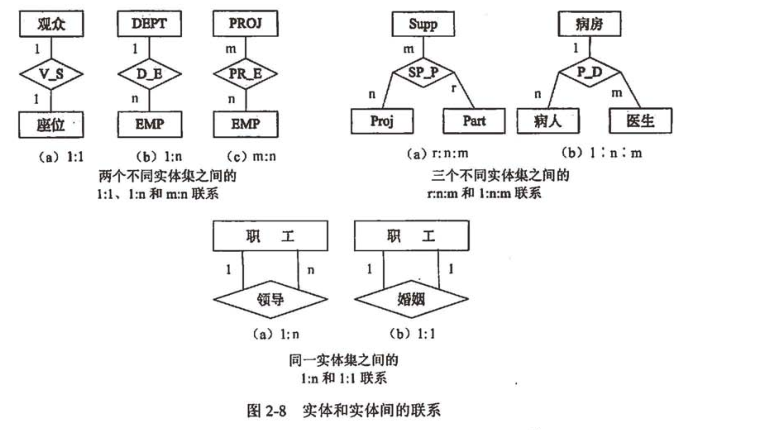 观众
DEPT
PROJ
1
1
m
V_S
D_E
PR_E
1
n
n
座位
EMP
EMP
(a) 1:1
(b) 1:n
(c) m:n
两个不同实体集之间的
1:1、1:n 和 m:n 联系
Supp
病房
m
1
SP_P
P_D
n
r
n
m
Proj
Part
病人
医生
(a) r:n:m
(b) 1∶n∶m
三个不同实体集之间的
r:n:m 和 1:n:m 联系
职 工
职 工
1
n
1
1
领导
婚姻
(a) 1:n
(b) 1:1
同一实体集之间的
1:n 和 1:1 联系
图 2-8 实体和实体间的联系